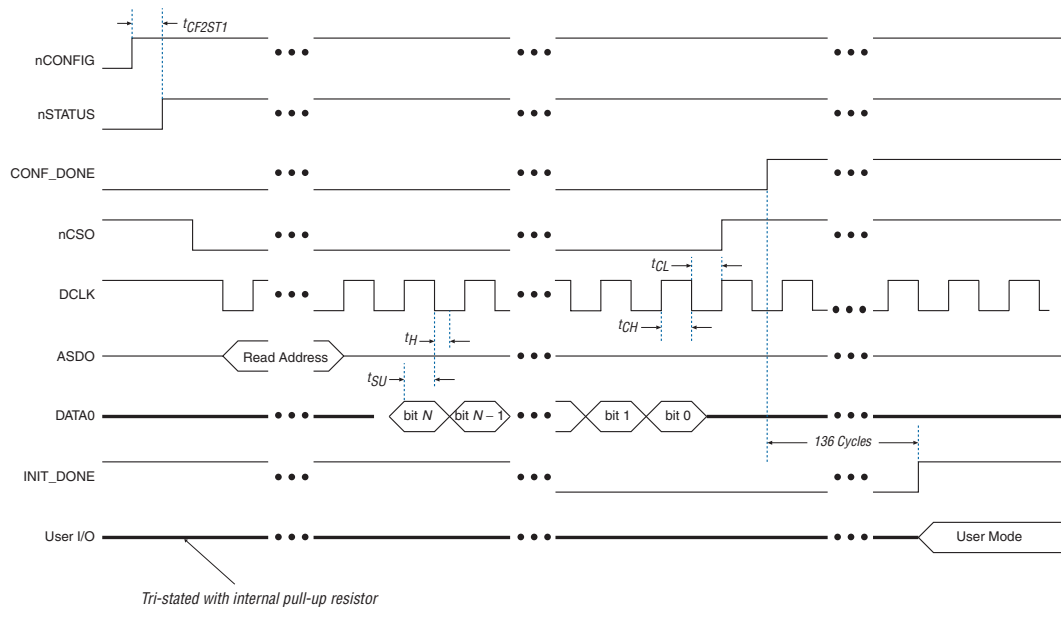 tCF2ST1
nCONFIG
nSTATUS
CONF_DONE
nCSO
tCL
DCLK
tCH
tH
ASDO
Read Address
tSU
DATA0
bit N
bit N – 1
bit 1
bit 0
136 Cycles
INIT_DONE
User I/O
User Mode
Tri-stated with internal pull-up resistor